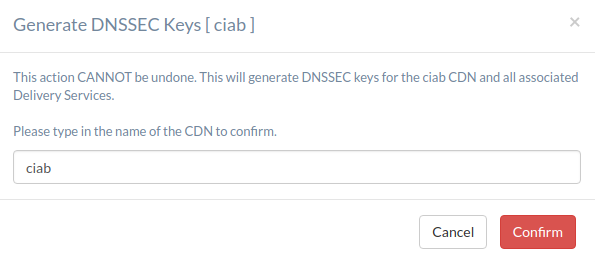 Generate DNSSEC Keys [ ciab ]
×
This action CANNOT be undone. This will generate DNSSEC keys for the ciab CDN and all associated
Delivery Services.
Please type in the name of the CDN to confirm.
ciab
Cancel
Confirm